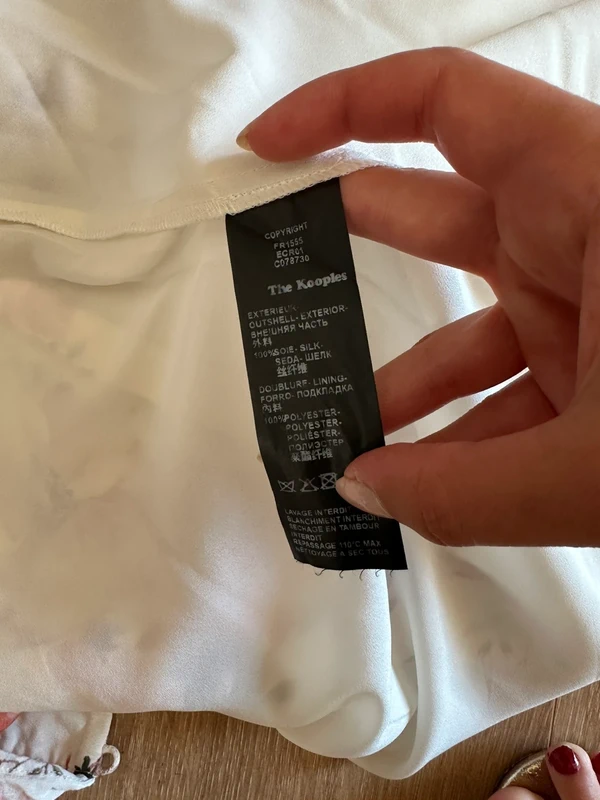 COPYRIGHT
FR1555
ECR01
C078730
The Kooples
EXTERIEUR-
OUTSHELL- EXTERIOR-
ВНЕШНЯЯ ЧАСТЬ
外料
100%SOIE- SILK-
SEDA- ШЕЛК
丝纤维
DOUBLURE- LINING-
FORRO- ПОДКЛАДКА
内料
100%POLYESTER-
POLYESTER-
POLIÉSTER-
ПОЛИЭСТЕР
聚酯纤维
LAVAGE INTERDIT
BLANCHIMENT INTERDIT
SECHAGE EN TAMBOUR
INTERDIT
REPASSAGE 110°C MAX
NETTOYAGE A SEC TOUS